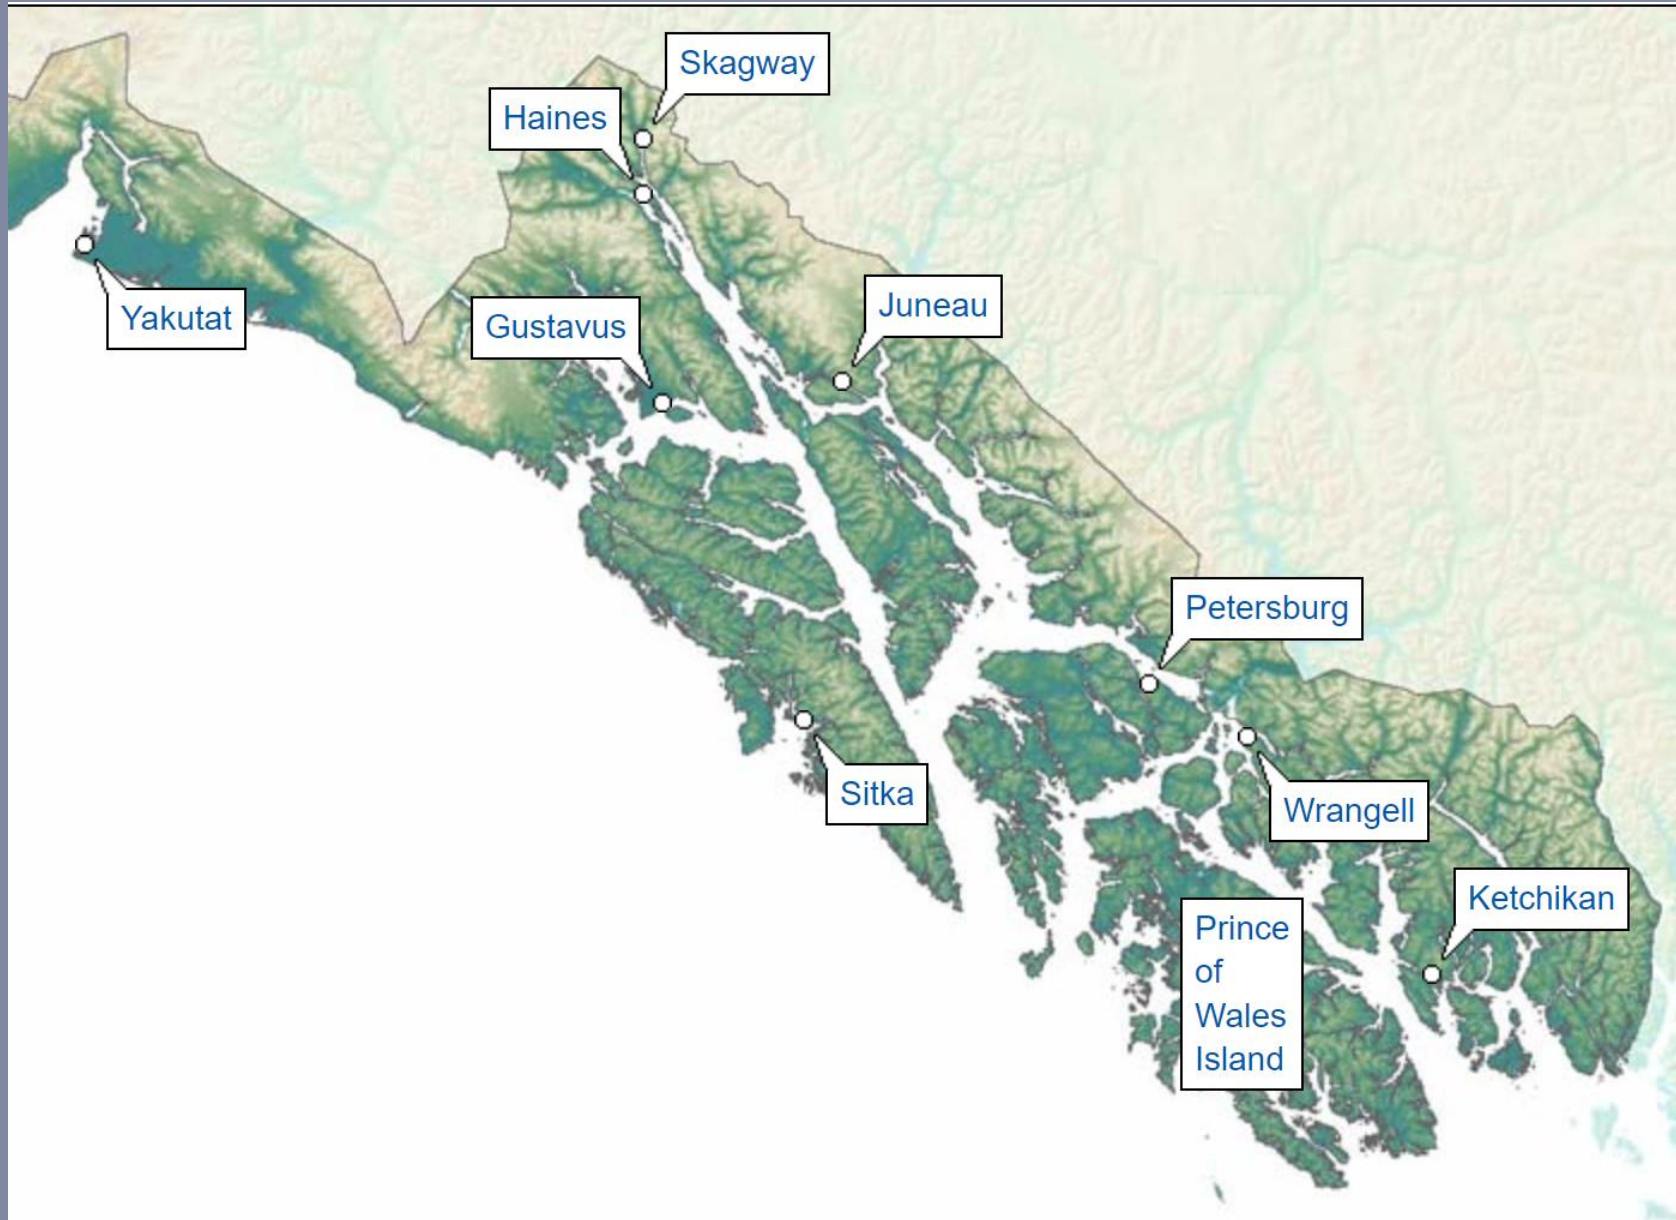 Skagway
Haines
Juneau
Yakutat
Gustavus
Petersburg
Sitka
Wrangell
Ketchikan
Prince
of
Wales
Island